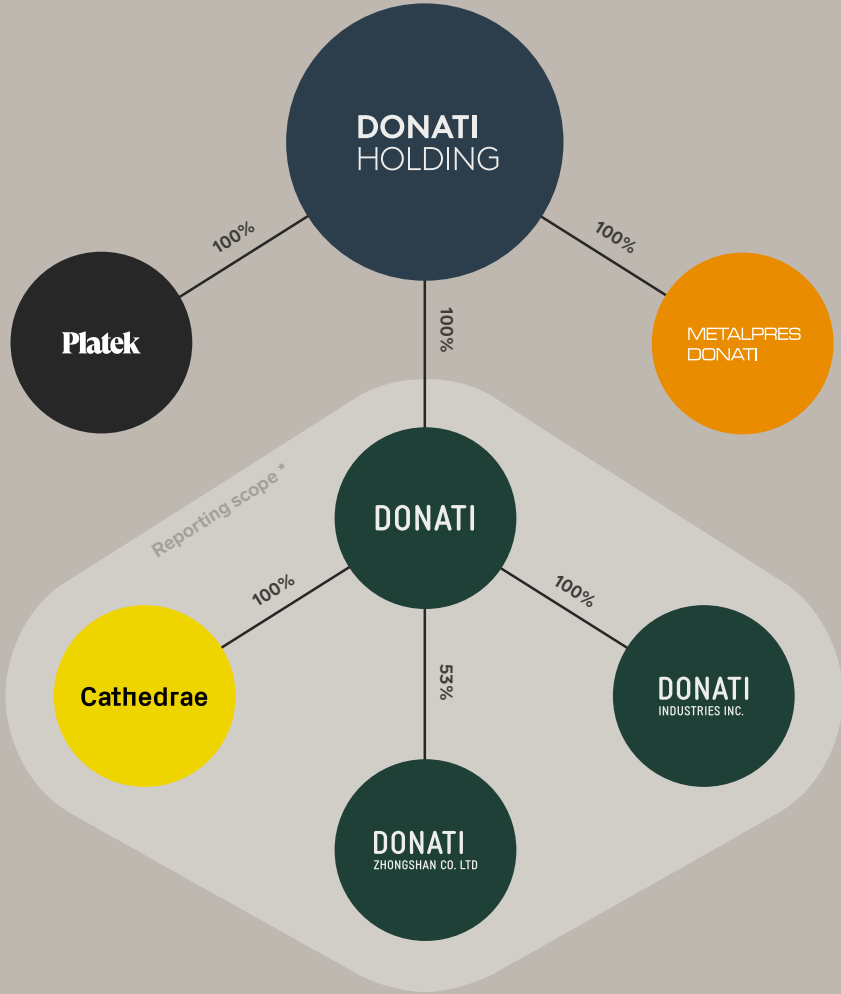 DONATI
HOLDING
100%
100%
100%
Platek
METALPRES
DONATI
Reporting scope *
DONATI
100%
100%
53%
Cathedrae
DONATI
INDUSTRIES INC.
DONATI
ZHONGSHAN CO. LTD